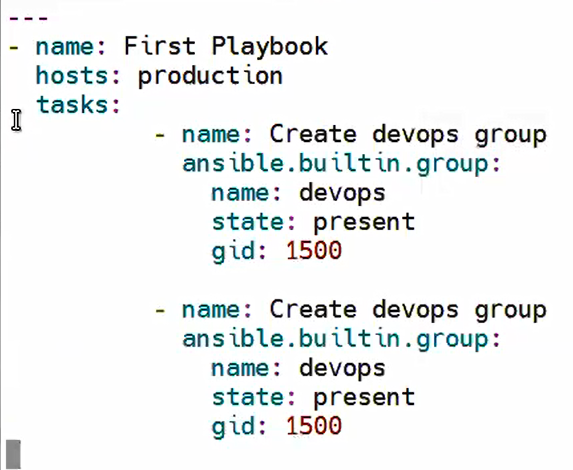 ---
- name: First Playbook
  hosts: production
  tasks:
          - name: Create devops group
            ansible.builtin.group:
              name: devops
              state: present
              gid: 1500

          - name: Create devops group
            ansible.builtin.group:
              name: devops
              state: present
              gid: 1500